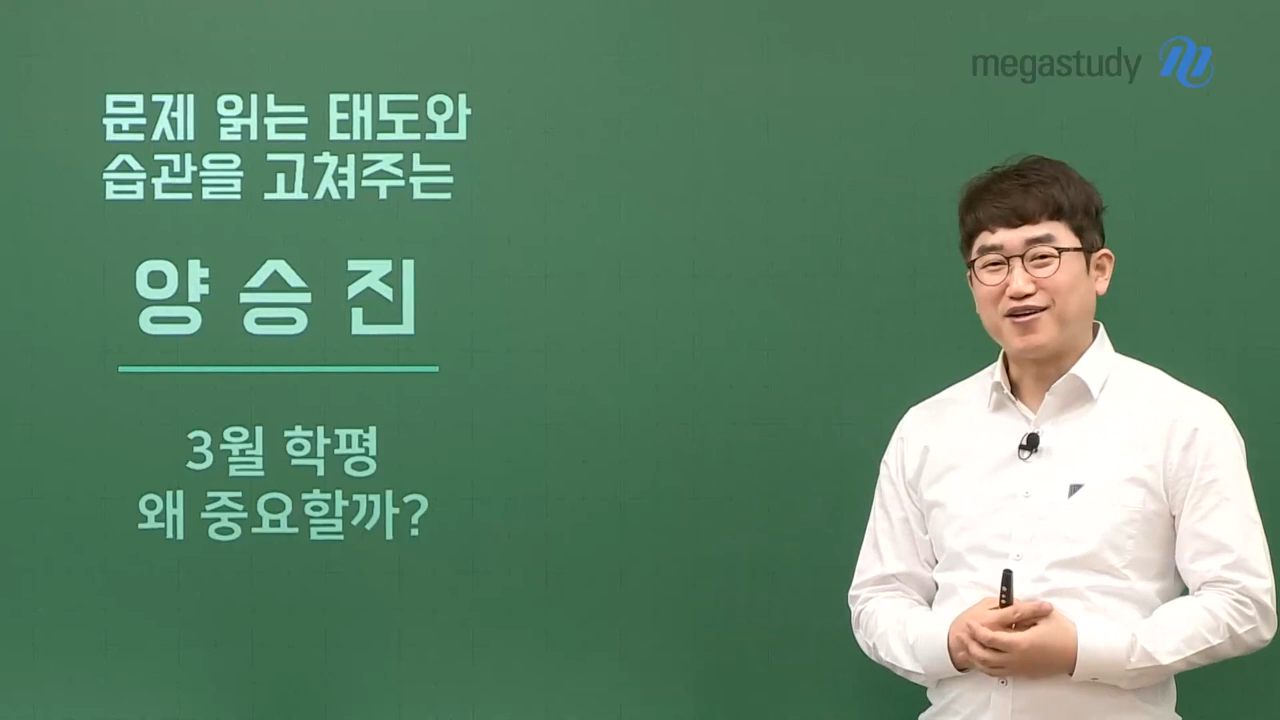 megastudy
문제 읽는 태도와
습관을 고쳐주는
양승진
3월 학평
왜 중요할까?